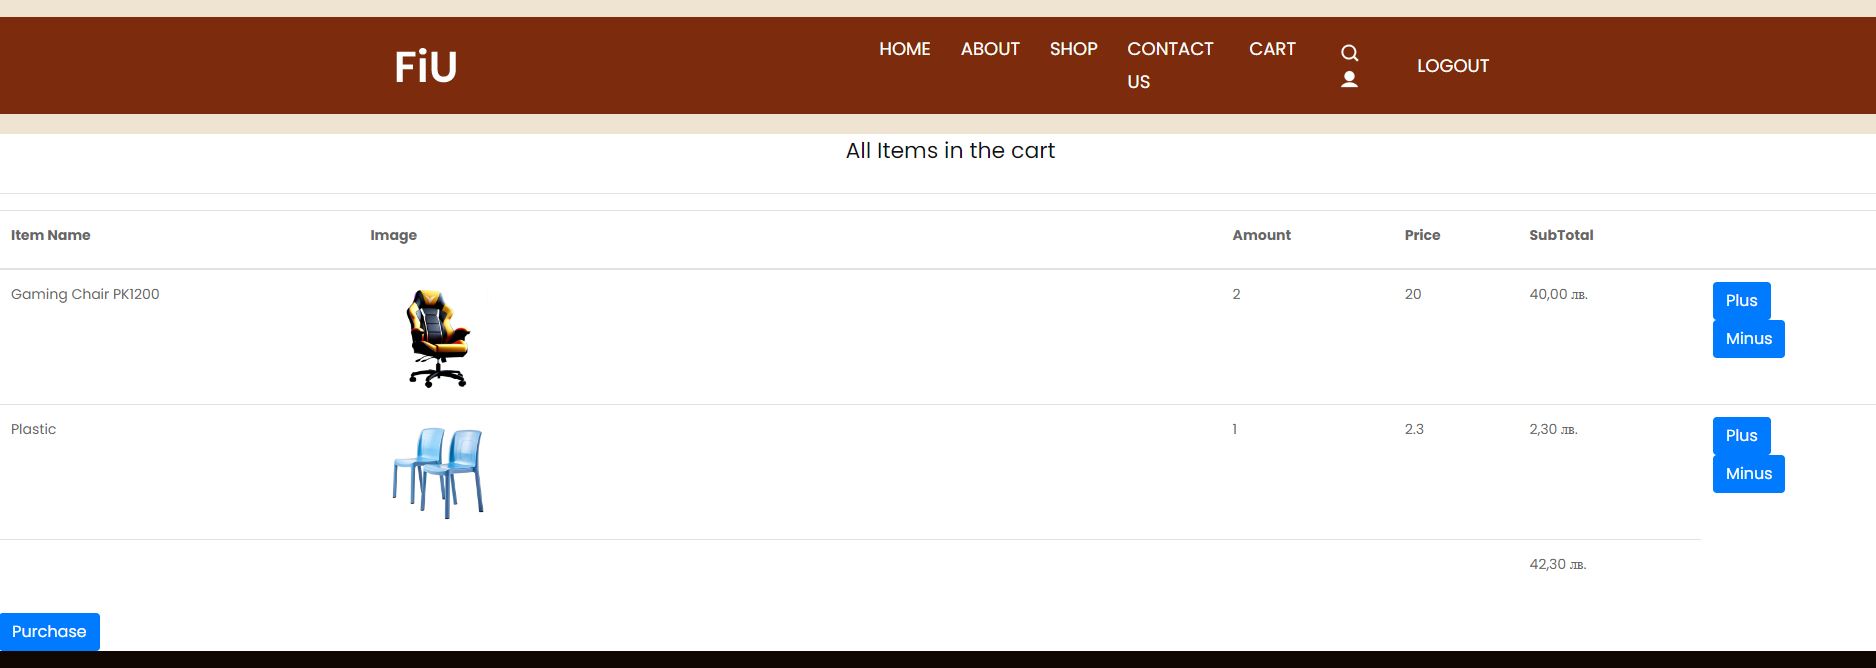 FiU
HOME ABOUT SHOP CONTACT US CART
LOGOUT
All Items in the cart
Item Name Image Amount Price SubTotal
Gaming Chair PK1200 2 20 40,00 лв. Plus
Minus
Plastic 1 2.3 2,30 лв. Plus
Minus
42,30 лв.
Purchase